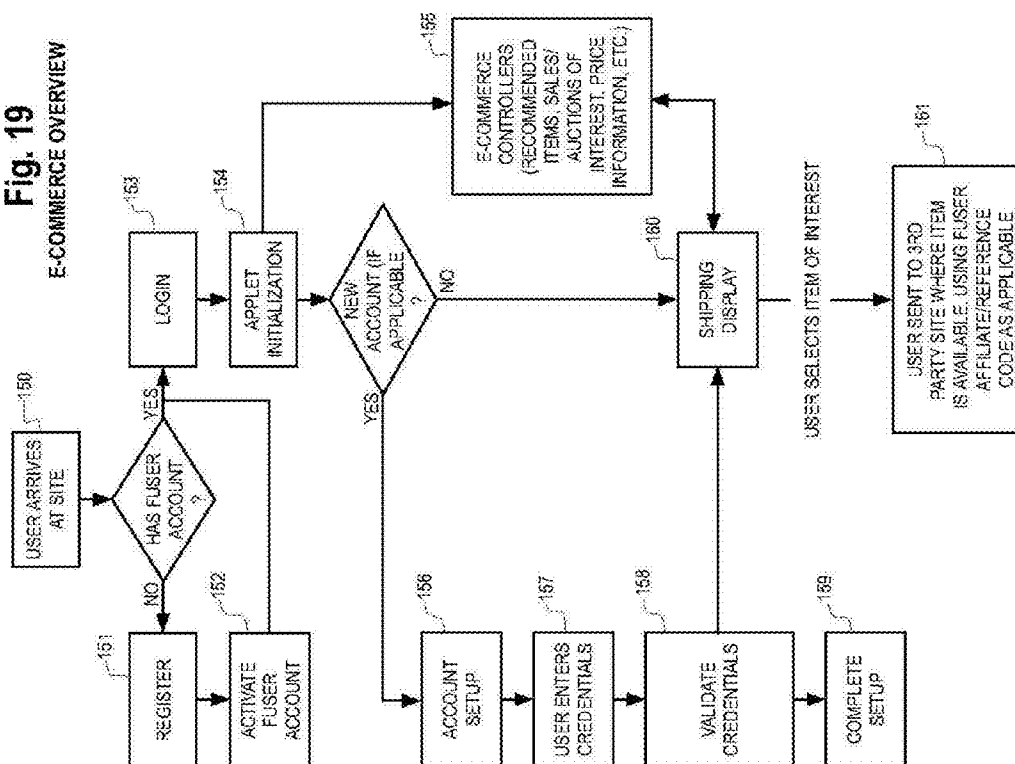 Fig. 19
E-COMMERCE OVERVIEW
150
USER ARRIVES
AT SITE
HAS FUSER
ACCOUNT
?
NO
YES
151
REGISTER
152
ACTIVATE
FUSER
ACCOUNT
153
LOGIN
154
APPLET
INITIALIZATION
155
E-COMMERCE
CONTROLLERS
(RECOMMENDED
ITEMS, SALES/
AUCTIONS OF
INTEREST, PRICE
INFORMATION, ETC.)
NEW
ACCOUNT (IF
APPLICABLE
?
YES
NO
156
ACCOUNT
SETUP
157
USER ENTERS
CREDENTIALS
158
VALIDATE
CREDENTIALS
159
COMPLETE
SETUP
160
SHIPPING
DISPLAY
USER SELECTS ITEM OF INTEREST
161
USER SENT TO 3RD
PARTY SITE WHERE ITEM
IS AVAILABLE, USING FUSER
AFFILIATE/REFERENCE
CODE AS APPLICABLE